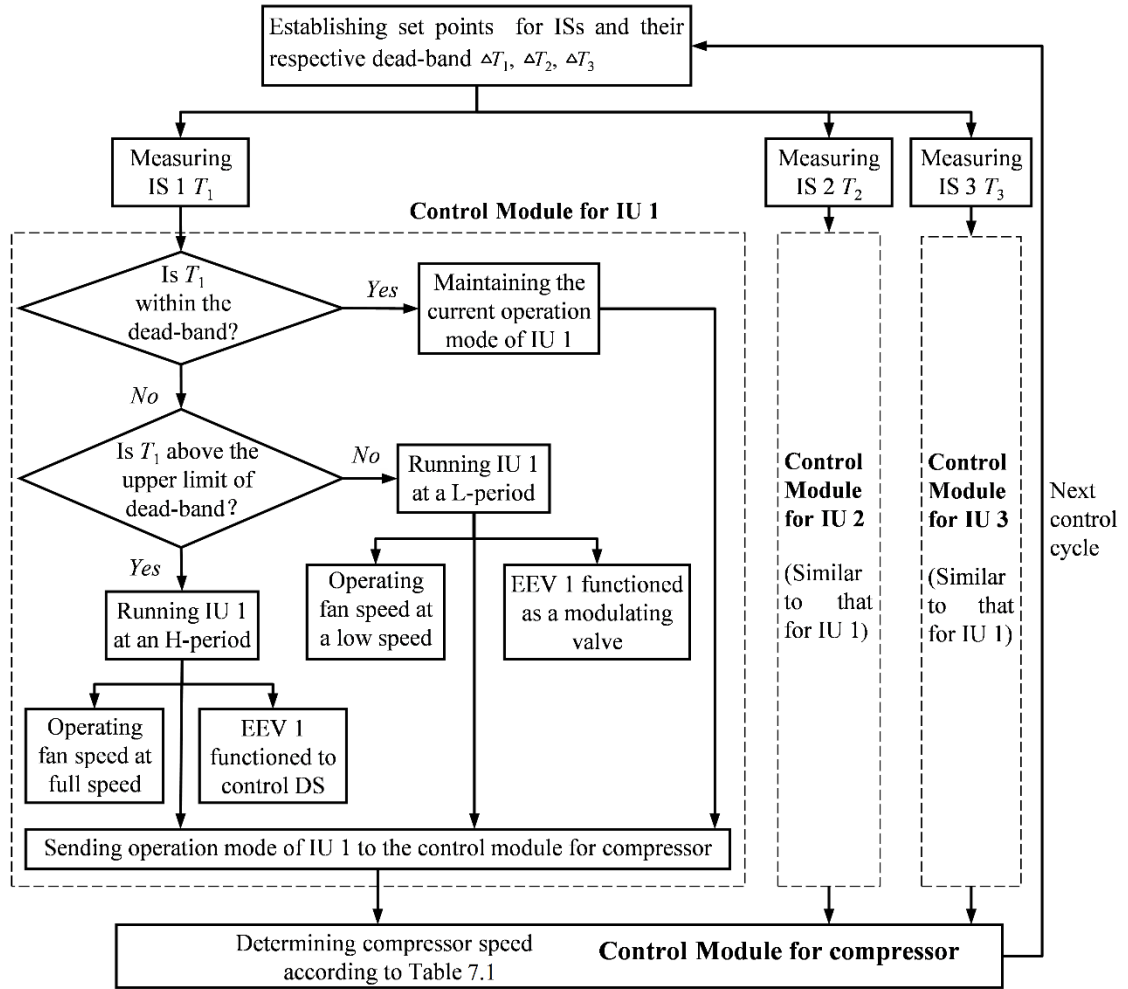 Establishing set points for ISs and their
respective dead-band △T₁, △T₂, △T₃
Measuring
IS 1 T₁
Measuring
IS 2 T₂
Measuring
IS 3 T₃
Control Module for IU 1
Is T₁
within the
dead-band?
Yes
Maintaining the
current operation
mode of IU 1
No
Is T₁ above the
upper limit of
dead-band?
No
Running IU 1
at a L-period
Yes
Operating
fan speed at
a low speed
EEV 1 functioned
as a modulating
valve
Running IU 1
at an H-period
Operating
fan speed at
full speed
EEV 1
functioned to
control DS
Sending operation mode of IU 1 to the control module for compressor
Control
Module
for IU 2
(Similar
to that
for IU 1)
Control
Module
for IU 3
(Similar
to that
for IU 1)
Next
control
cycle
Determining compressor speed
according to Table 7.1
Control Module for compressor